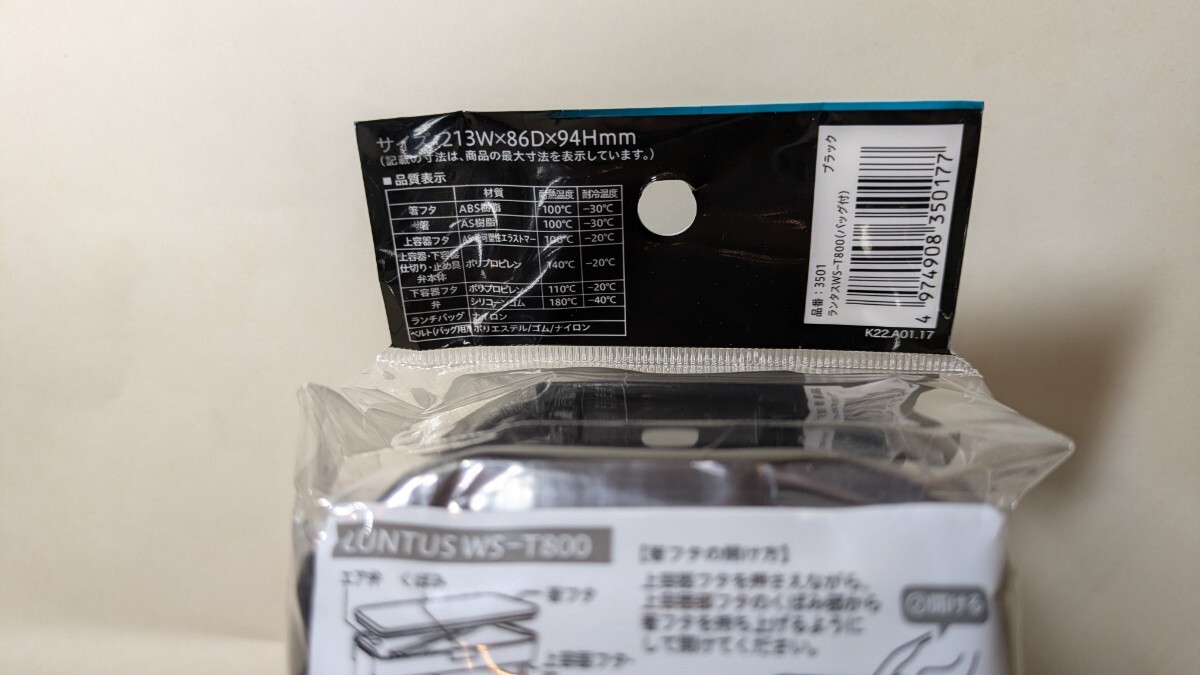 サイズ:213W×86D×94Hmm
(記載の寸法は、商品の最大寸法を表示しています。)
■品質表示
材質 耐熱温度 耐冷温度
箸フタ ABS樹脂 100℃ -30℃
箸 AS樹脂 100℃ -30℃
上容器フタ AS・熱可塑性エラストマー 100℃ -20℃
上容器・下容器
仕切り・止め具
弁本体
ポリプロピレン 140℃ -20℃
下容器フタ ポリプロピレン 110℃ -20℃
弁 シリコーンゴム 180℃ -40℃
ランチバッグ ナイロン
ベルト(バッグ用) ポリエステル/ゴム/ナイロン
品番:3501 ブラック
ランタスWS-T800(バッグ付)
4 974908 350177
K22.A01.17
LUNTUS WS-T800
エア弁 くぼみ
箸フタ
上容器フタ
【箸フタの開け方】
上容器フタを押さえながら、
上容器部フタのくぼみ部から
箸フタを持ち上げるように
して開けてください。
②開ける